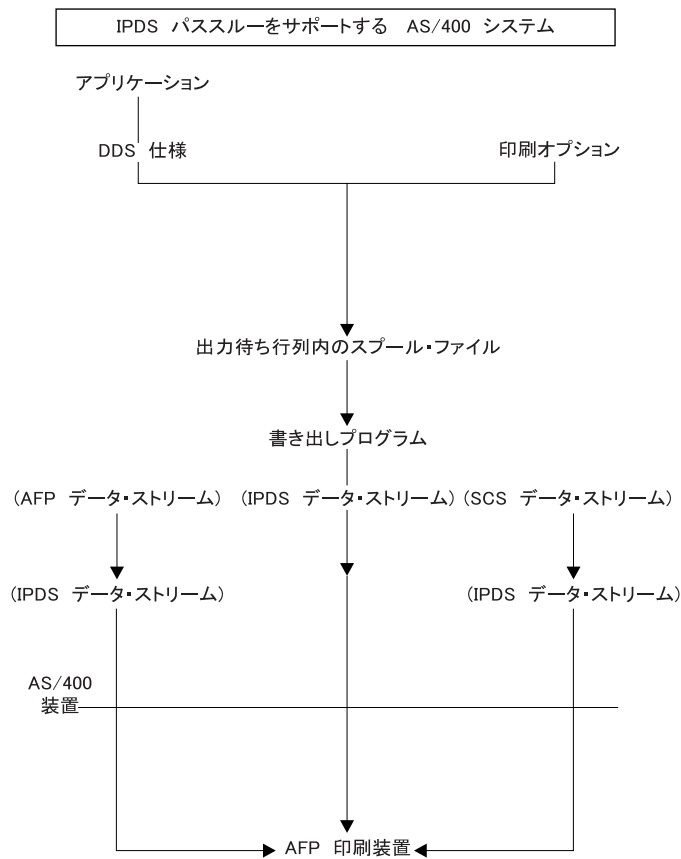 IPDS パススルーをサポートする AS/400 システム
アプリケーション
DDS 仕様
印刷オプション
出力待ち行列内のスプール・ファイル
書き出しプログラム
(AFP データ・ストリーム)
(IPDS データ・ストリーム)
(SCS データ・ストリーム)
(IPDS データ・ストリーム)
(IPDS データ・ストリーム)
AS/400
装置
AFP 印刷装置